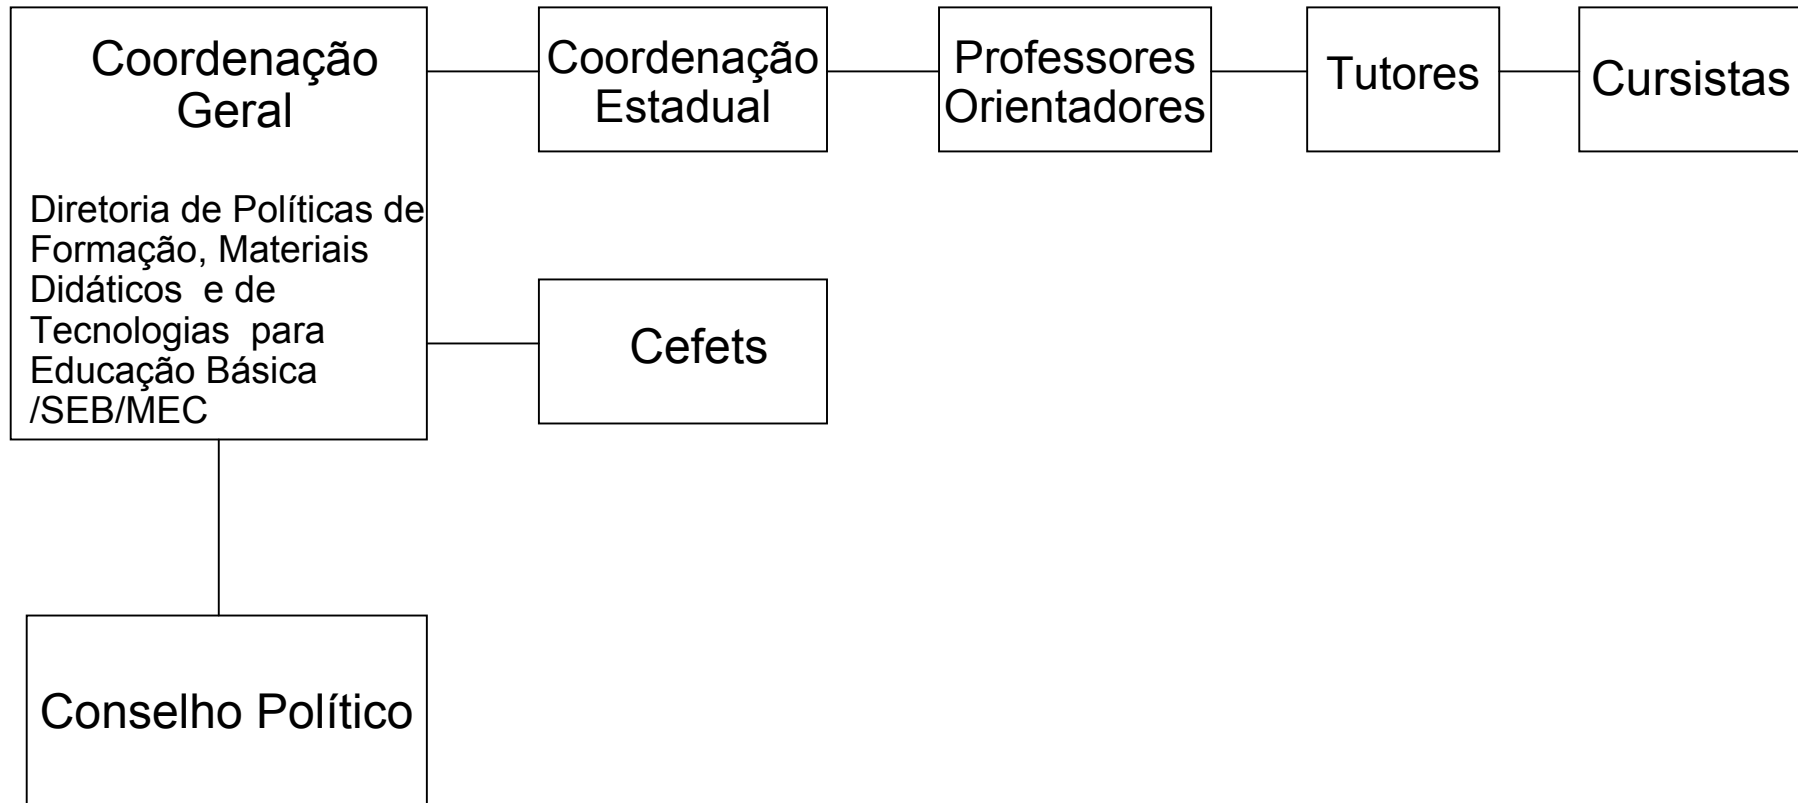 Coordenação
Geral
Diretoria de Políticas de
Formação, Materiais
Didáticos e de
Tecnologias para
Educação Básica
/SEB/MEC
Coordenação
Estadual
Professores
Orientadores
Tutores
Cursistas
Cefets
Conselho Político